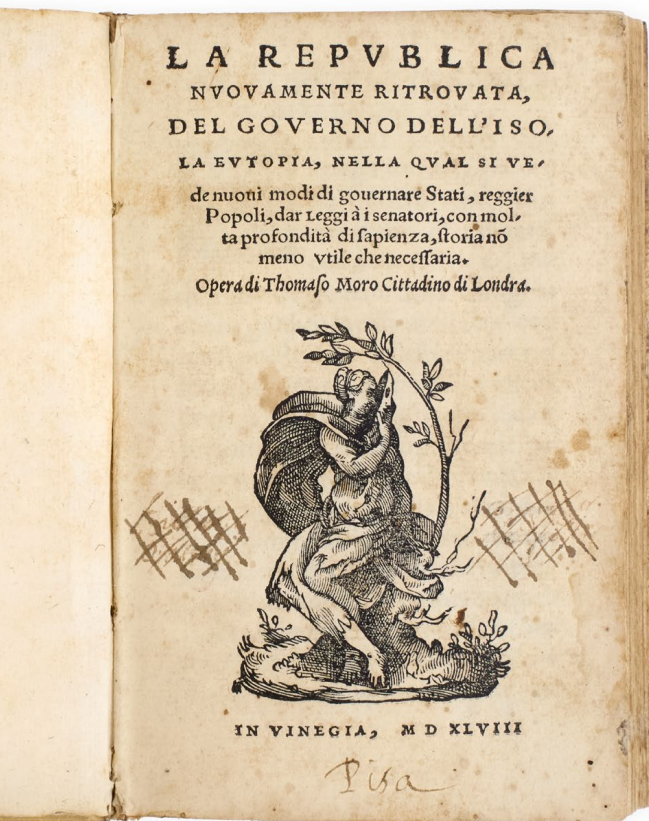 LA REPVBLICA
NVOVAMENTE RITROVATA,
DEL GOVERNO DELL'ISO-
LA EVTOPIA, NELLA QVAL SI VE-
de nuoui modi di gouernare Stati, reggier
Popoli, dar Leggi à i senatori, con mol-
ta profondità di ſapienza, ſtoria nō
meno vtile che neceſſaria.
Opera di Thomaſo Moro Cittadino di Londra.
IN VINEGIA, M D XLVIII
Pisa